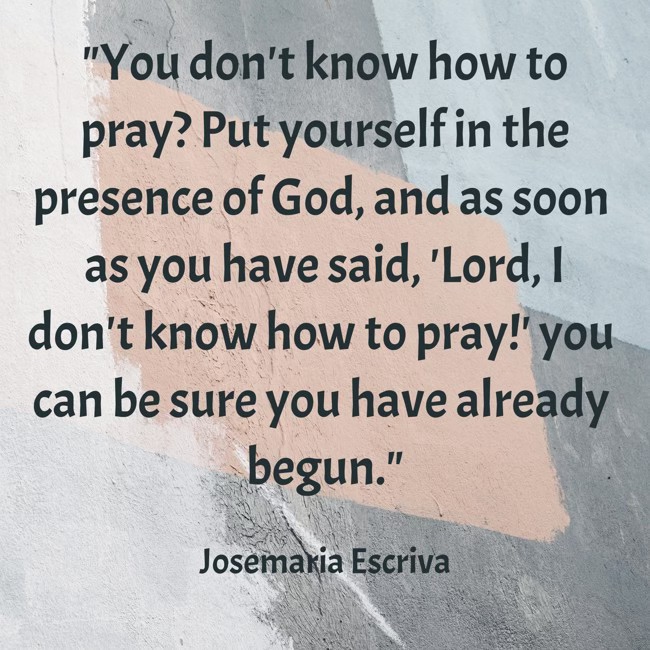 "You don't know how to
pray? Put yourself in the
presence of God, and as soon
as you have said, 'Lord, I
don't know how to pray!' you
can be sure you have already
begun."
Josemaria Escriva